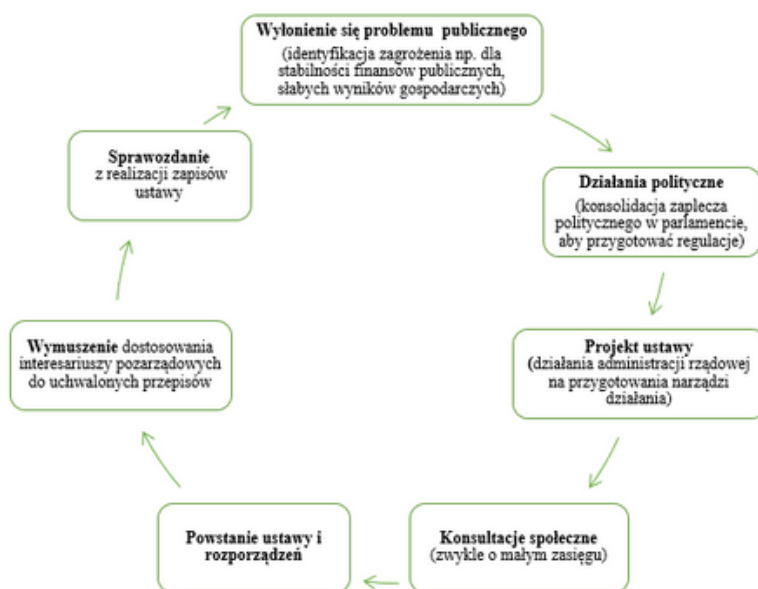 Wyłonienie się problemu publicznego
(identyfikacja zagrożenia np. dla
stabilności finansów publicznych,
słabych wyników gospodarczych)
Działania polityczne
(konsolidacja zaplecza
politycznego w parlamencie,
aby przygotować regulacje)
Projekt ustawy
(działania administracji rządowej
na przygotowania narządzi
działania)
Konsultacje społeczne
(zwykle o małym zasięgu)
Powstanie ustawy i
rozporządzeń
Wymuszenie dostosowania
interesariuszy pozarządowych
do uchwalonych przepisów
Sprawozdanie
z realizacji zapisów
ustawy